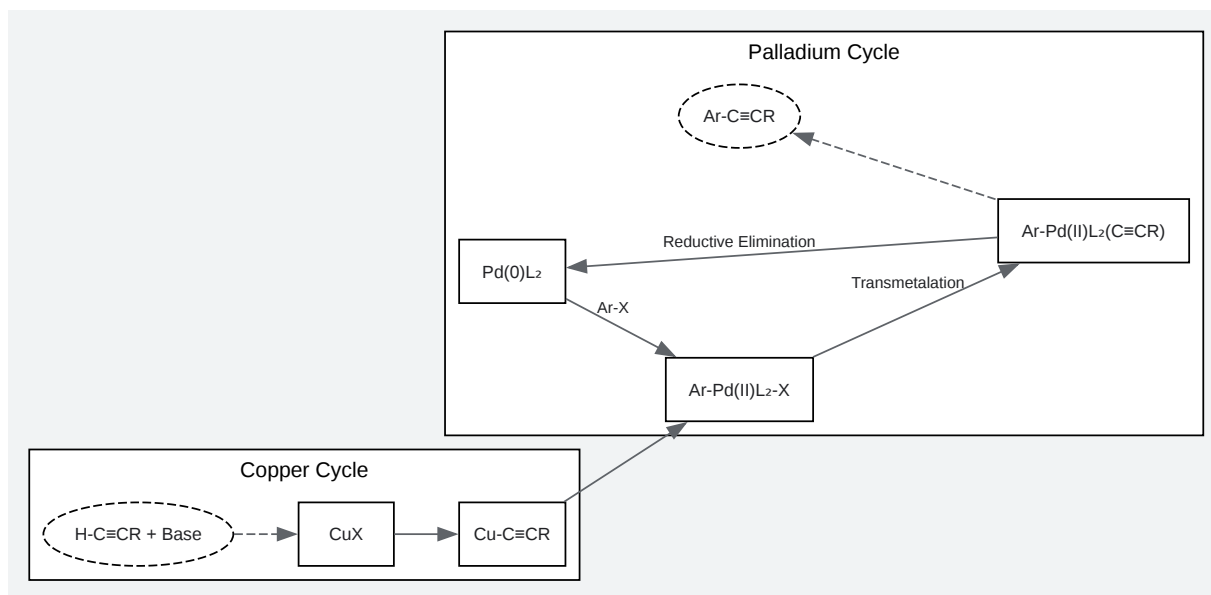 Palladium Cycle
Ar-C≡CR
Ar-Pd(II)L₂(C≡CR)
Reductive Elimination
Pd(0)L₂
Transmetalation
Ar-X
Ar-Pd(II)L₂-X
Copper Cycle
H-C≡CR + Base
CuX
Cu-C≡CR